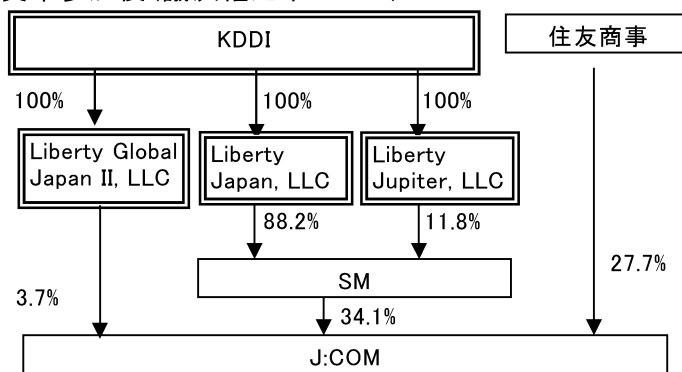 KDDI
住友商事
100%
100%
100%
Liberty Global
Japan II, LLC
Liberty
Japan, LLC
Liberty
Jupiter, LLC
88.2%
11.8%
27.7%
SM
3.7%
34.1%
J:COM